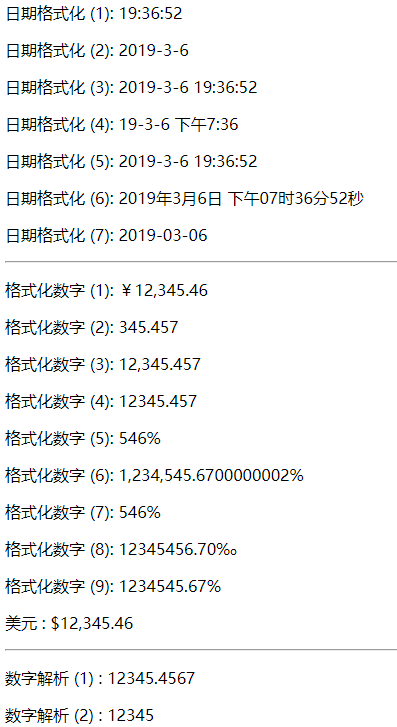 日期格式化 (1): 19:36:52
日期格式化 (2): 2019-3-6
日期格式化 (3): 2019-3-6 19:36:52
日期格式化 (4): 19-3-6 下午7:36
日期格式化 (5): 2019-3-6 19:36:52
日期格式化 (6): 2019年3月6日 下午07时36分52秒
日期格式化 (7): 2019-03-06
格式化数字 (1): ￥12,345.46
格式化数字 (2): 345.457
格式化数字 (3): 12,345.457
格式化数字 (4): 12345.457
格式化数字 (5): 546%
格式化数字 (6): 1,234,545.6700000002%
格式化数字 (7): 546%
格式化数字 (8): 12345456.70‰
格式化数字 (9): 1234545.67%
美元 : $12,345.46
数字解析 (1) : 12345.4567
数字解析 (2) : 12345